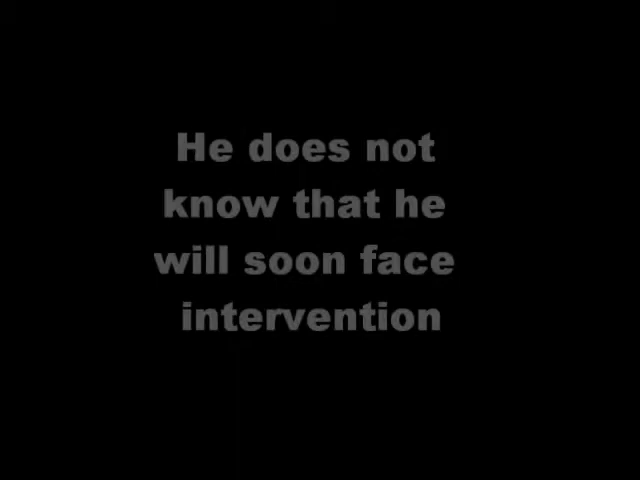 He does not
know that he
will soon face
intervention